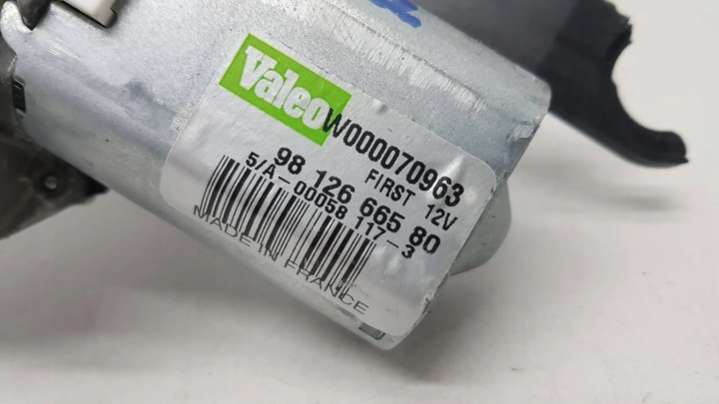 Valeo
W000070963
FIRST 12V
98 126 665 80
5/A-00058 117-3
MADE IN FRANCE